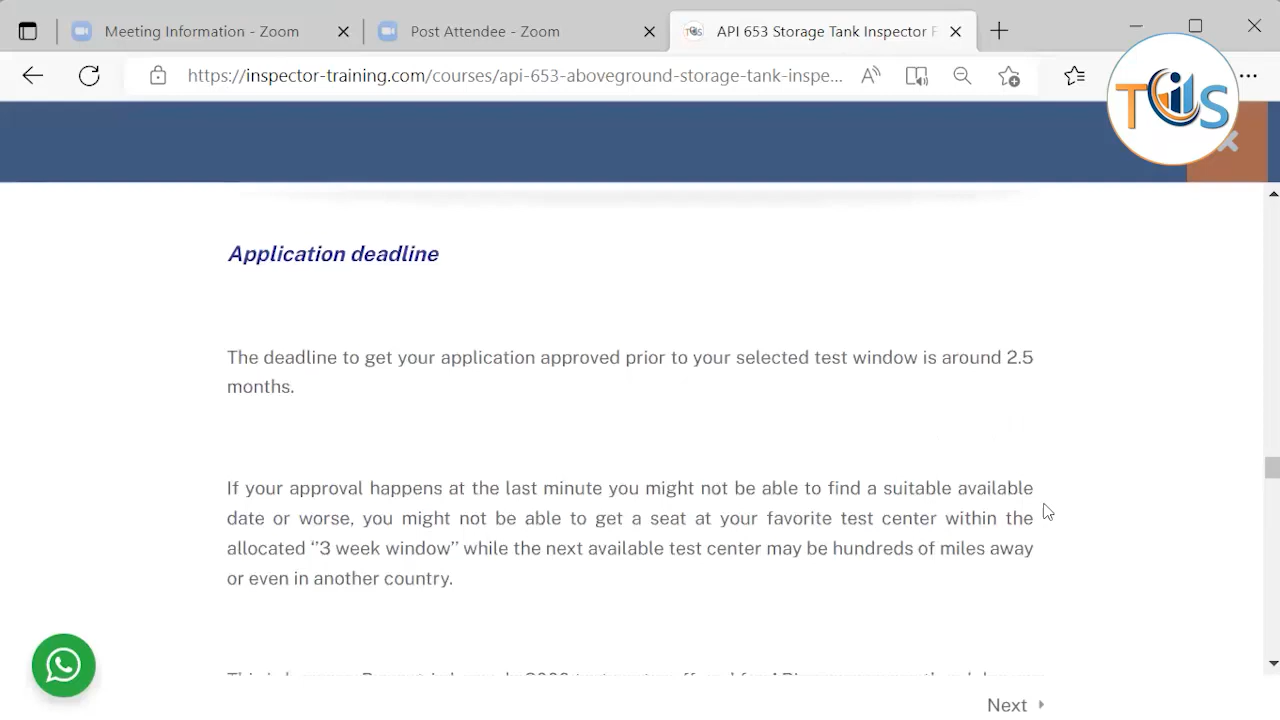 Meeting Information - Zoom
Post Attendee - Zoom
API 653 Storage Tank Inspector
https://inspector-training.com/courses/api-653-aboveground-storage-tank-inspe...
TIS
Application deadline
The deadline to get your application approved prior to your selected test window is around 2.5
months.
If your approval happens at the last minute you might not be able to find a suitable available
date or worse, you might not be able to get a seat at your favorite test center within the
allocated ‘’3 week window’’ while the next available test center may be hundreds of miles away
or even in another country.
Next